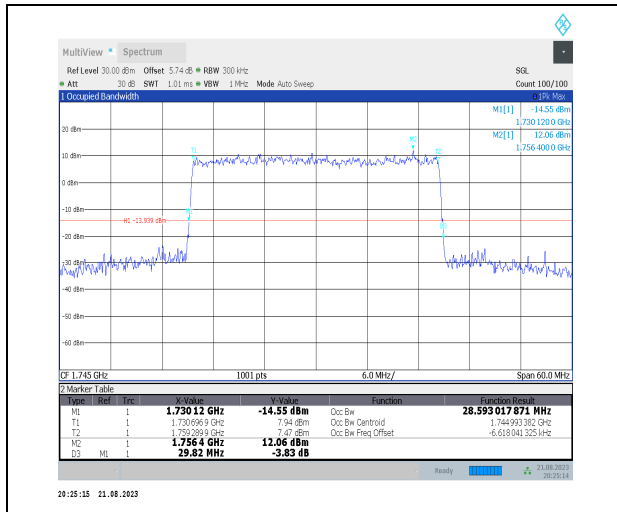 MultiView Spectrum
Ref Level 30.00 dBm Offset 5.74 dB RBW 300 kHz SGL
Att 30 dB SWT 1.01 ms VBW 1 MHz Mode Auto Sweep Count 100/100
1 Occupied Bandwidth 1Pk Max
M1[1] -14.55 dBm
1.730 120 0 GHz
M2[1] 12.06 dBm
1.756 400 0 GHz
20 dBm
M2
T1 T2
10 dBm
0 dBm
-10 dBm
M1
H1 -13.939 dBm
D3
-20 dBm
-30 dBm
-40 dBm
-50 dBm
-60 dBm
CF 1.745 GHz 1001 pts 6.0 MHz/ Span 60.0 MHz
2 Marker Table
Type Ref Trc X-Value Y-Value Function Function Result
M1 1 1.730 12 GHz -14.55 dBm Occ Bw 28.593 017 871 MHz
T1 1 1.730 696 9 GHz 7.94 dBm Occ Bw Centroid 1.744 993 382 GHz
T2 1 1.759 289 9 GHz 7.47 dBm Occ Bw Freq Offset -6.618 041 325 kHz
M2 1 1.756 4 GHz 12.06 dBm
D3 M1 1 29.82 MHz -3.83 dB
Ready 21.08.2023
20:25:14
20:25:15 21.08.2023